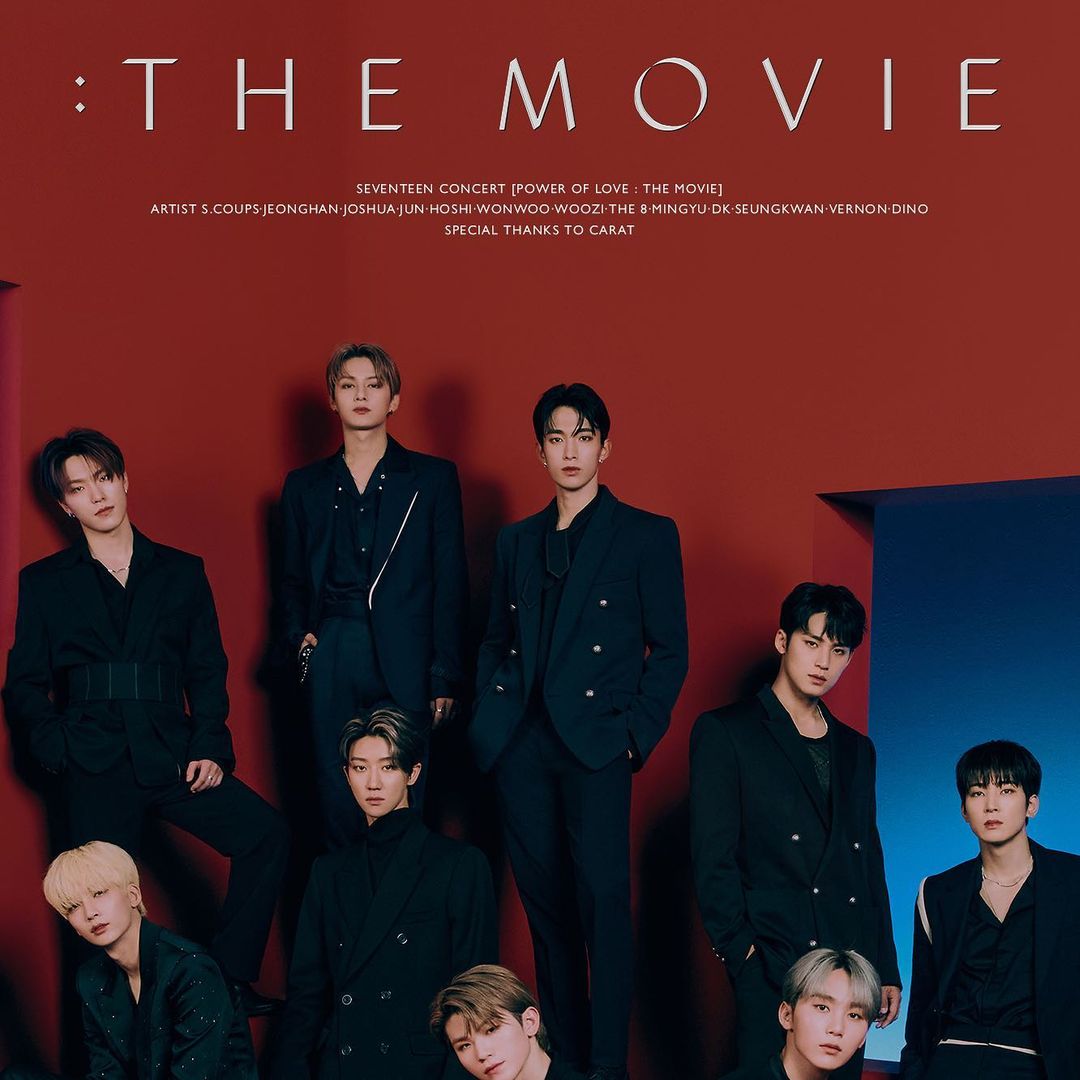 :THE MOVIE
SEVENTEEN CONCERT [POWER OF LOVE : THE MOVIE]
ARTIST S.COUPS·JEONGHAN·JOSHUA·JUN·HOSHI·WONWOO·WOOZI·THE 8·MINGYU·DK·SEUNGKWAN·VERNON·DINO
SPECIAL THANKS TO CARAT